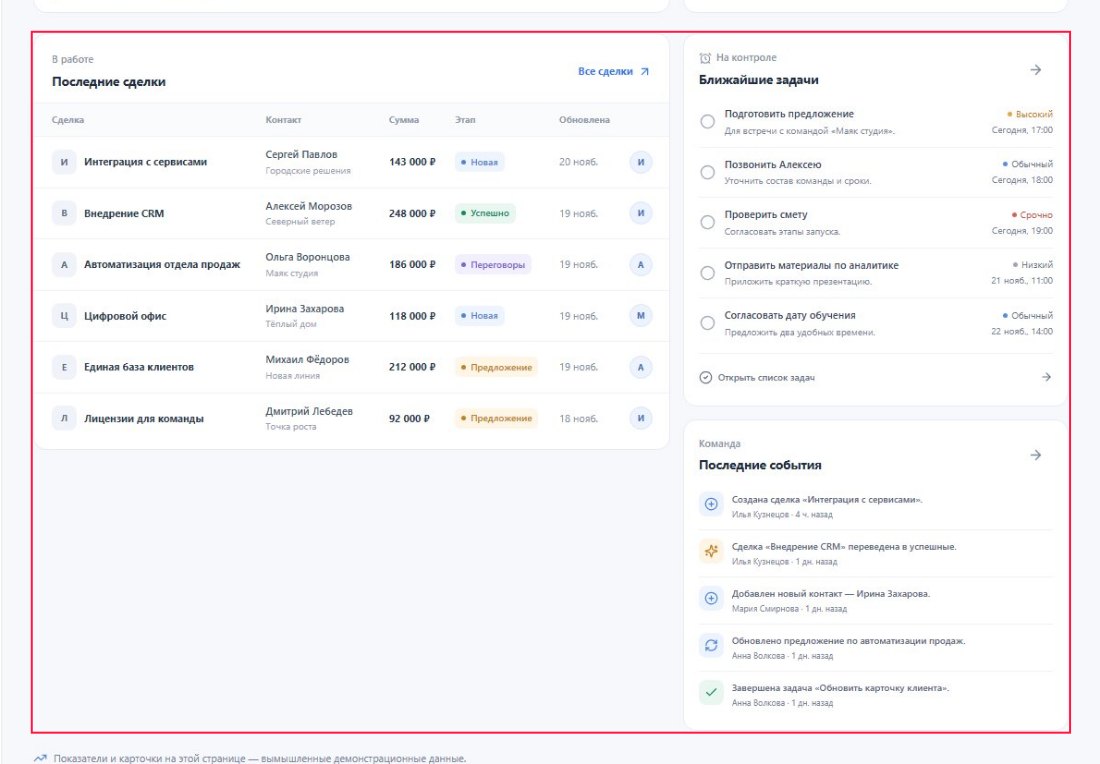 В работе
Последние сделки
Все сделки
Сделка Контакт Сумма Этап Обновлена
И Интеграция с сервисами Сергей Павлов Городские решения 143 000 ₽ Новая 20 нояб. И
В Внедрение CRM Алексей Морозов Северный ветер 248 000 ₽ Успешно 19 нояб. И
А Автоматизация отдела продаж Ольга Воронцова Маяк студия 186 000 ₽ Переговоры 19 нояб. А
Ц Цифровой офис Ирина Захарова Тёплый дом 118 000 ₽ Новая 19 нояб. М
Е Единая база клиентов Михаил Фёдоров Новая линия 212 000 ₽ Предложение 19 нояб. А
Л Лицензии для команды Дмитрий Лебедев Точка роста 92 000 ₽ Предложение 18 нояб. И
На контроле
Ближайшие задачи
Подготовить предложение Высокий
Для встречи с командой «Маяк студия». Сегодня, 17:00
Позвонить Алексею Обычный
Уточнить состав команды и сроки. Сегодня, 18:00
Проверить смету Срочно
Согласовать этапы запуска. Сегодня, 19:00
Отправить материалы по аналитике Низкий
Приложить краткую презентацию. 21 нояб., 11:00
Согласовать дату обучения Обычный
Предложить два удобных времени. 22 нояб., 14:00
Открыть список задач
Команда
Последние события
Создана сделка «Интеграция с сервисами».
Илья Кузнецов · 4 ч. назад
Сделка «Внедрение CRM» переведена в успешные.
Илья Кузнецов · 1 дн. назад
Добавлен новый контакт — Ирина Захарова.
Мария Смирнова · 1 дн. назад
Обновлено предложение по автоматизации продаж.
Анна Волкова · 1 дн. назад
Завершена задача «Обновить карточку клиента».
Анна Волкова · 1 дн. назад
Показатели и карточки на этой странице — вымышленные демонстрационные данные.